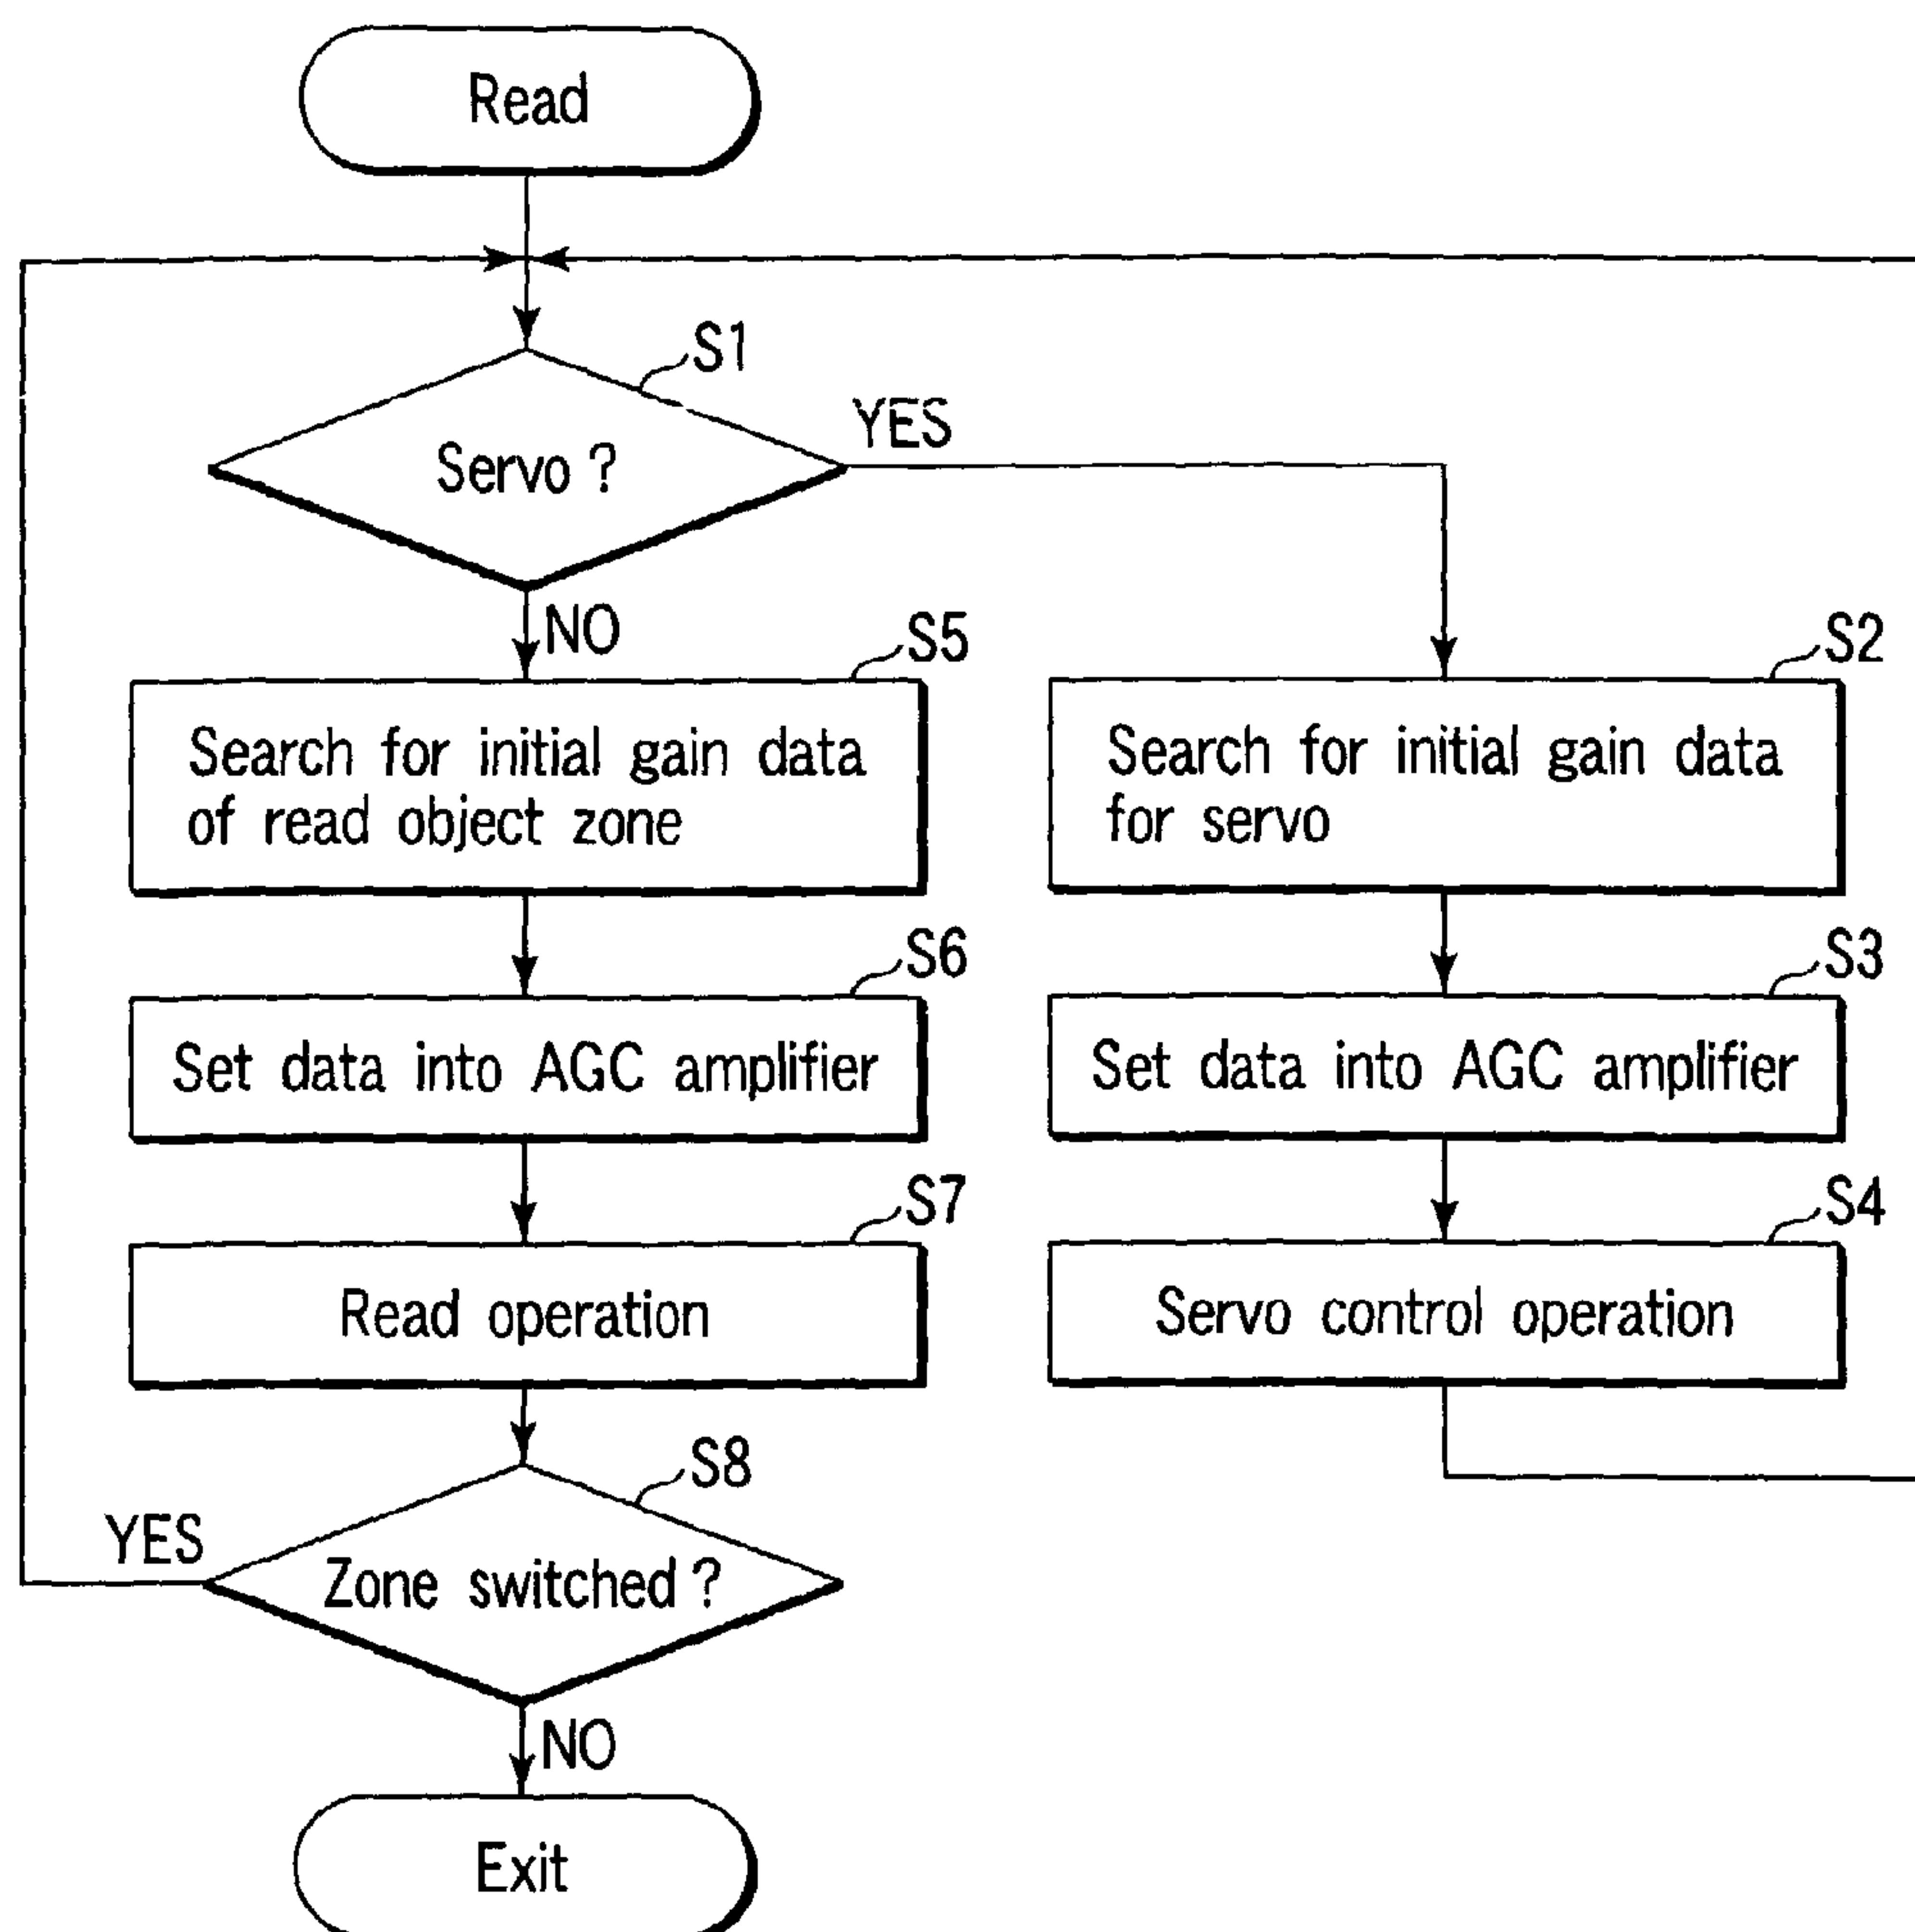 Read
S1
Servo ?
YES
NO
S5
Search for initial gain data
of read object zone
S2
Search for initial gain data
for servo
S6
Set data into AGC amplifier
S3
Set data into AGC amplifier
S7
Read operation
S4
Servo control operation
S8
Zone switched ?
YES
NO
Exit